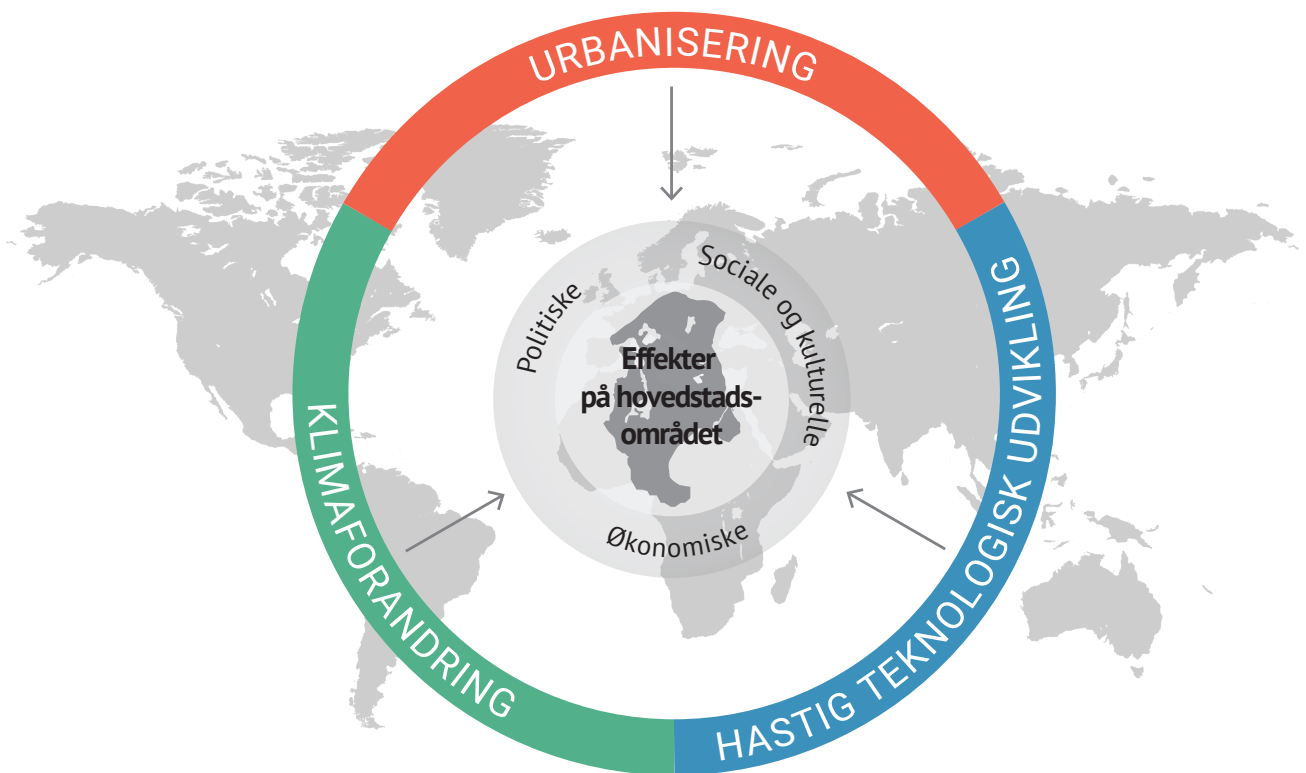 URBANISERING
Sociale og kulturelle
Politiske
Effekter
på hovedstads-
området
Økonomiske
KLIMAFORANDRING
HASTIG TEKNOLOGISK UDVIKLING